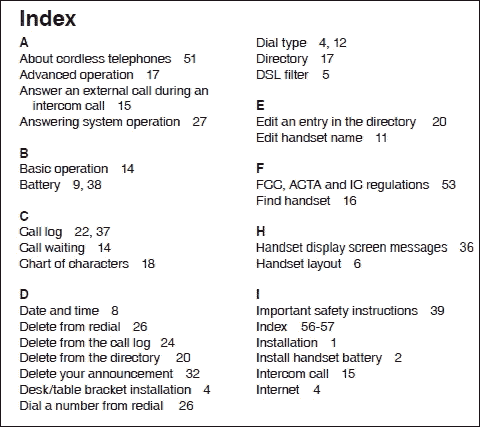 Index
A
About cordless telephones 51
Advanced operation 17
Answer an external call during an
intercom call 15
Answering system operation 27
B
Basic operation 14
Battery 9, 38
C
Call log 22, 37
Call waiting 14
Chart of characters 18
D
Date and time 8
Delete from redial 26
Delete from the call log 24
Delete from the directory 20
Delete your announcement 32
Desk/table bracket installation 4
Dial a number from redial 26
Dial type 4, 12
Directory 17
DSL filter 5
E
Edit an entry in the directory 20
Edit handset name 11
F
FGC, ACTA and IC regulations 53
Find handset 16
H
Handset display screen messages 36
Handset layout 6
I
Important safety instructions 39
Index 56-57
Installation 1
Install handset battery 2
Intercom call 15
Internet 4